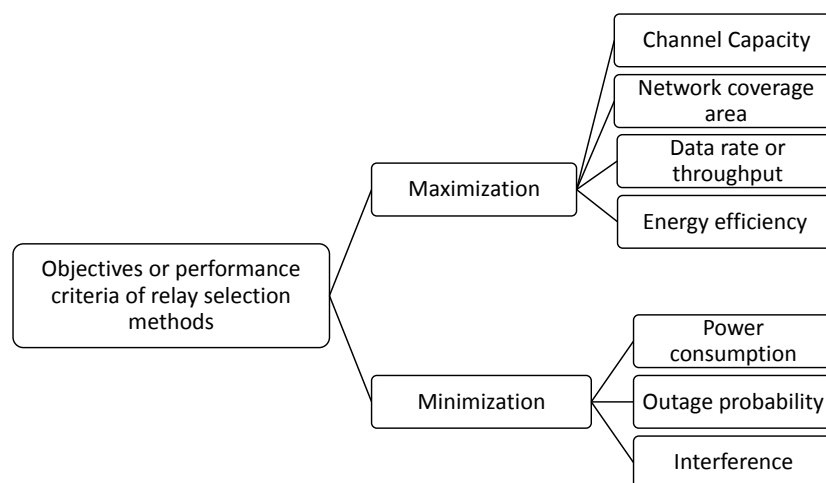 Channel Capacity
Network coverage
area
Data rate or
throughput
Maximization
Energy efficiency
Objectives or performance
criteria of relay selection
methods
Power
consumption
Minimization
Outage probability
Interference